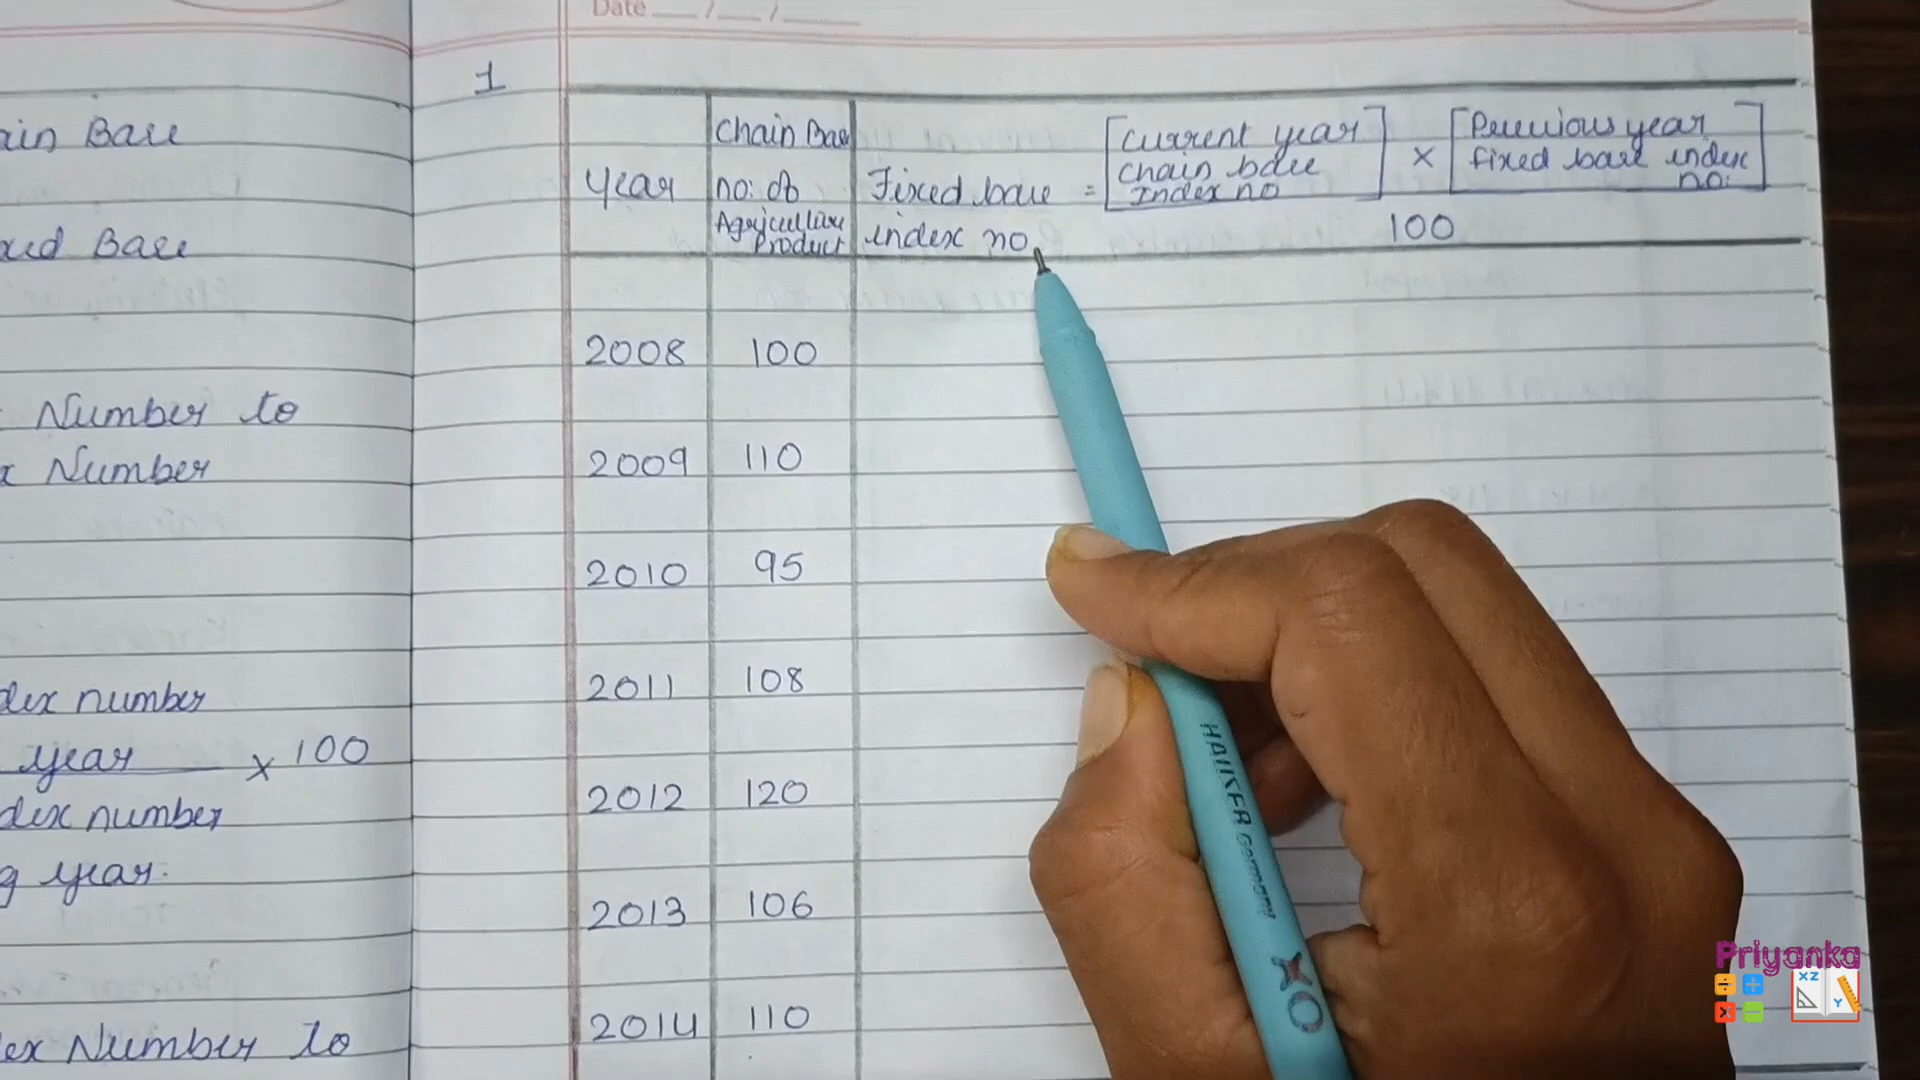 Date
ain Base
xed Base
Number to
x Number
dex number
year x 100
dex number
g year.
ex Number to
1
Year
Chain Base
no: of
Agriculture
Product
Fixed base
index no
=
Current year
chain base
Index no
x
Previous year
fixed base index
no:
100
2008 100
2009 110
2010 95
2011 108
2012 120
2013 106
2014 110
HAUSER Germany
XO
Priyanka
XZ
Y